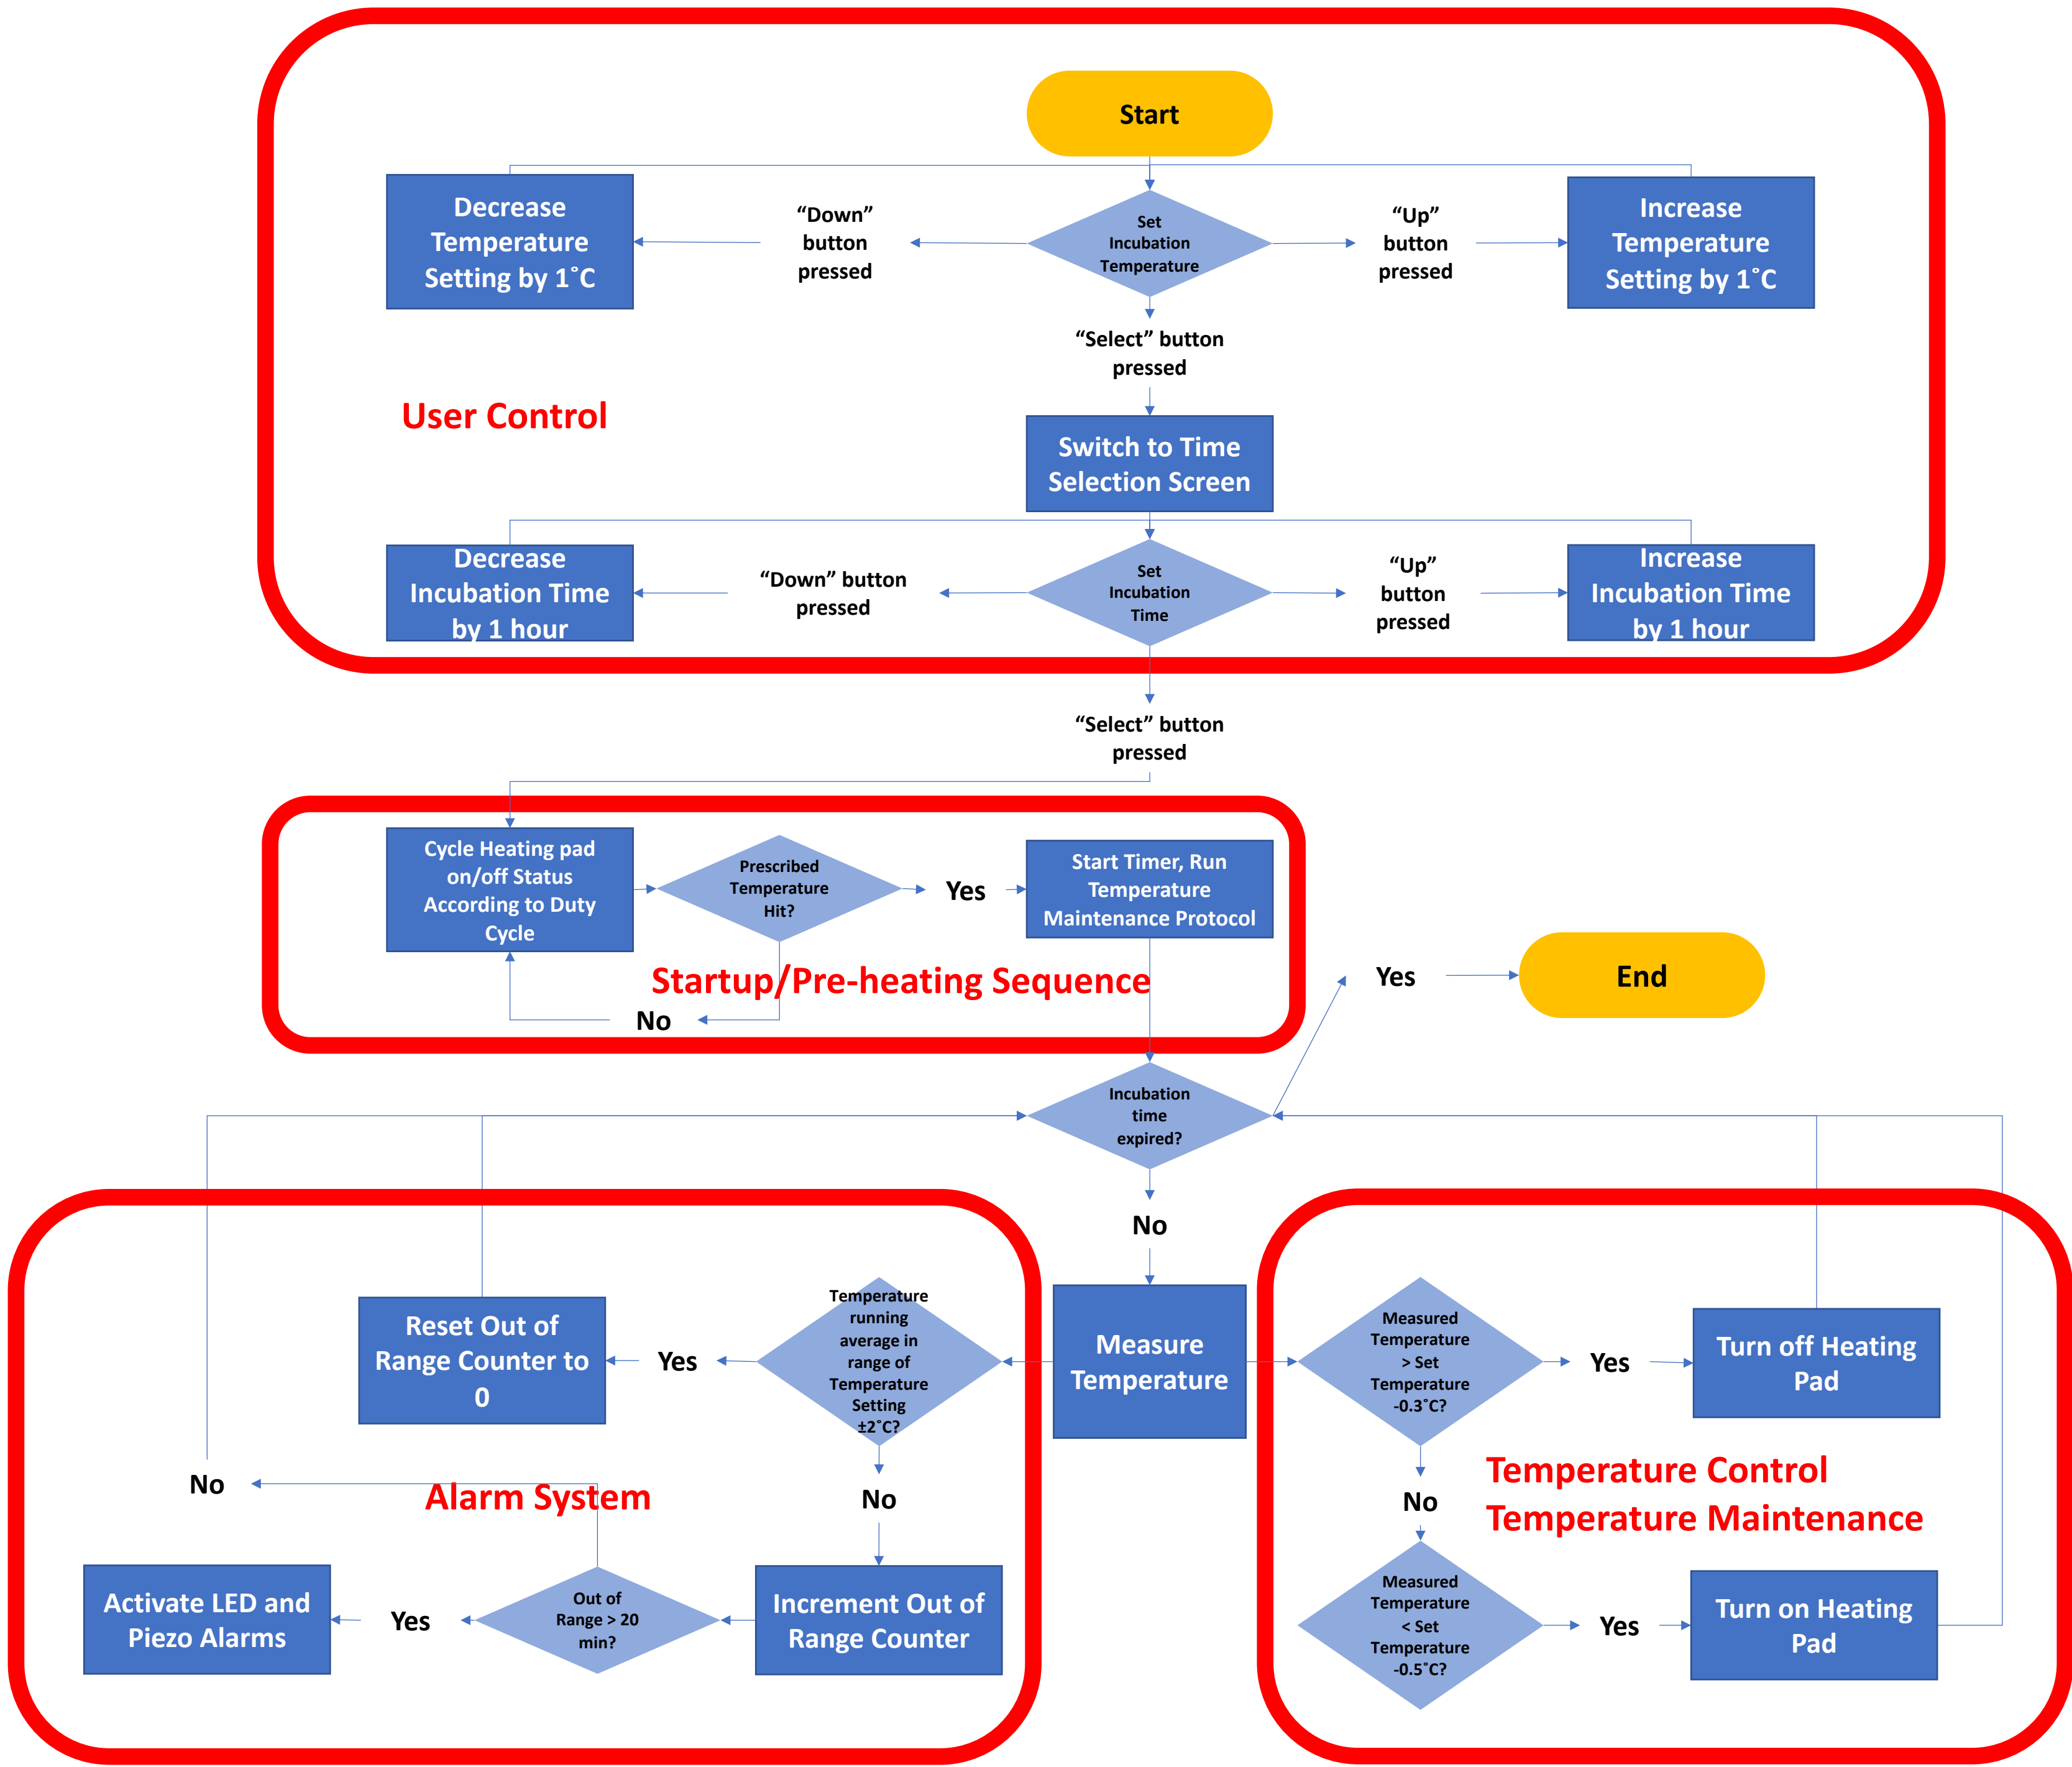 Start
Decrease
Temperature
Setting by 1˚C
“Down”
button
pressed
Set
Incubation
Temperature
“Up”
button
pressed
Increase
Temperature
Setting by 1˚C
“Select” button
pressed
User Control
Switch to Time
Selection Screen
Decrease
Incubation Time
by 1 hour
“Down” button
pressed
Set
Incubation
Time
“Up”
button
pressed
Increase
Incubation Time
by 1 hour
“Select” button
pressed
Cycle Heating pad
on/off Status
According to Duty
Cycle
Prescribed
Temperature
Hit?
Yes
Start Timer, Run
Temperature
Maintenance Protocol
Startup/Pre-heating Sequence
No
Yes
End
Incubation
time
expired?
No
Reset Out of
Range Counter to
0
Yes
Temperature
running
average in
range of
Temperature
Setting
±2˚C?
Measure
Temperature
Measured
Temperature
> Set
Temperature
-0.3˚C?
Yes
Turn off Heating
Pad
No
Alarm System
No
No
Temperature Control
Temperature Maintenance
Activate LED and
Piezo Alarms
Yes
Out of
Range > 20
min?
Increment Out of
Range Counter
Measured
Temperature
< Set
Temperature
-0.5˚C?
Yes
Turn on Heating
Pad